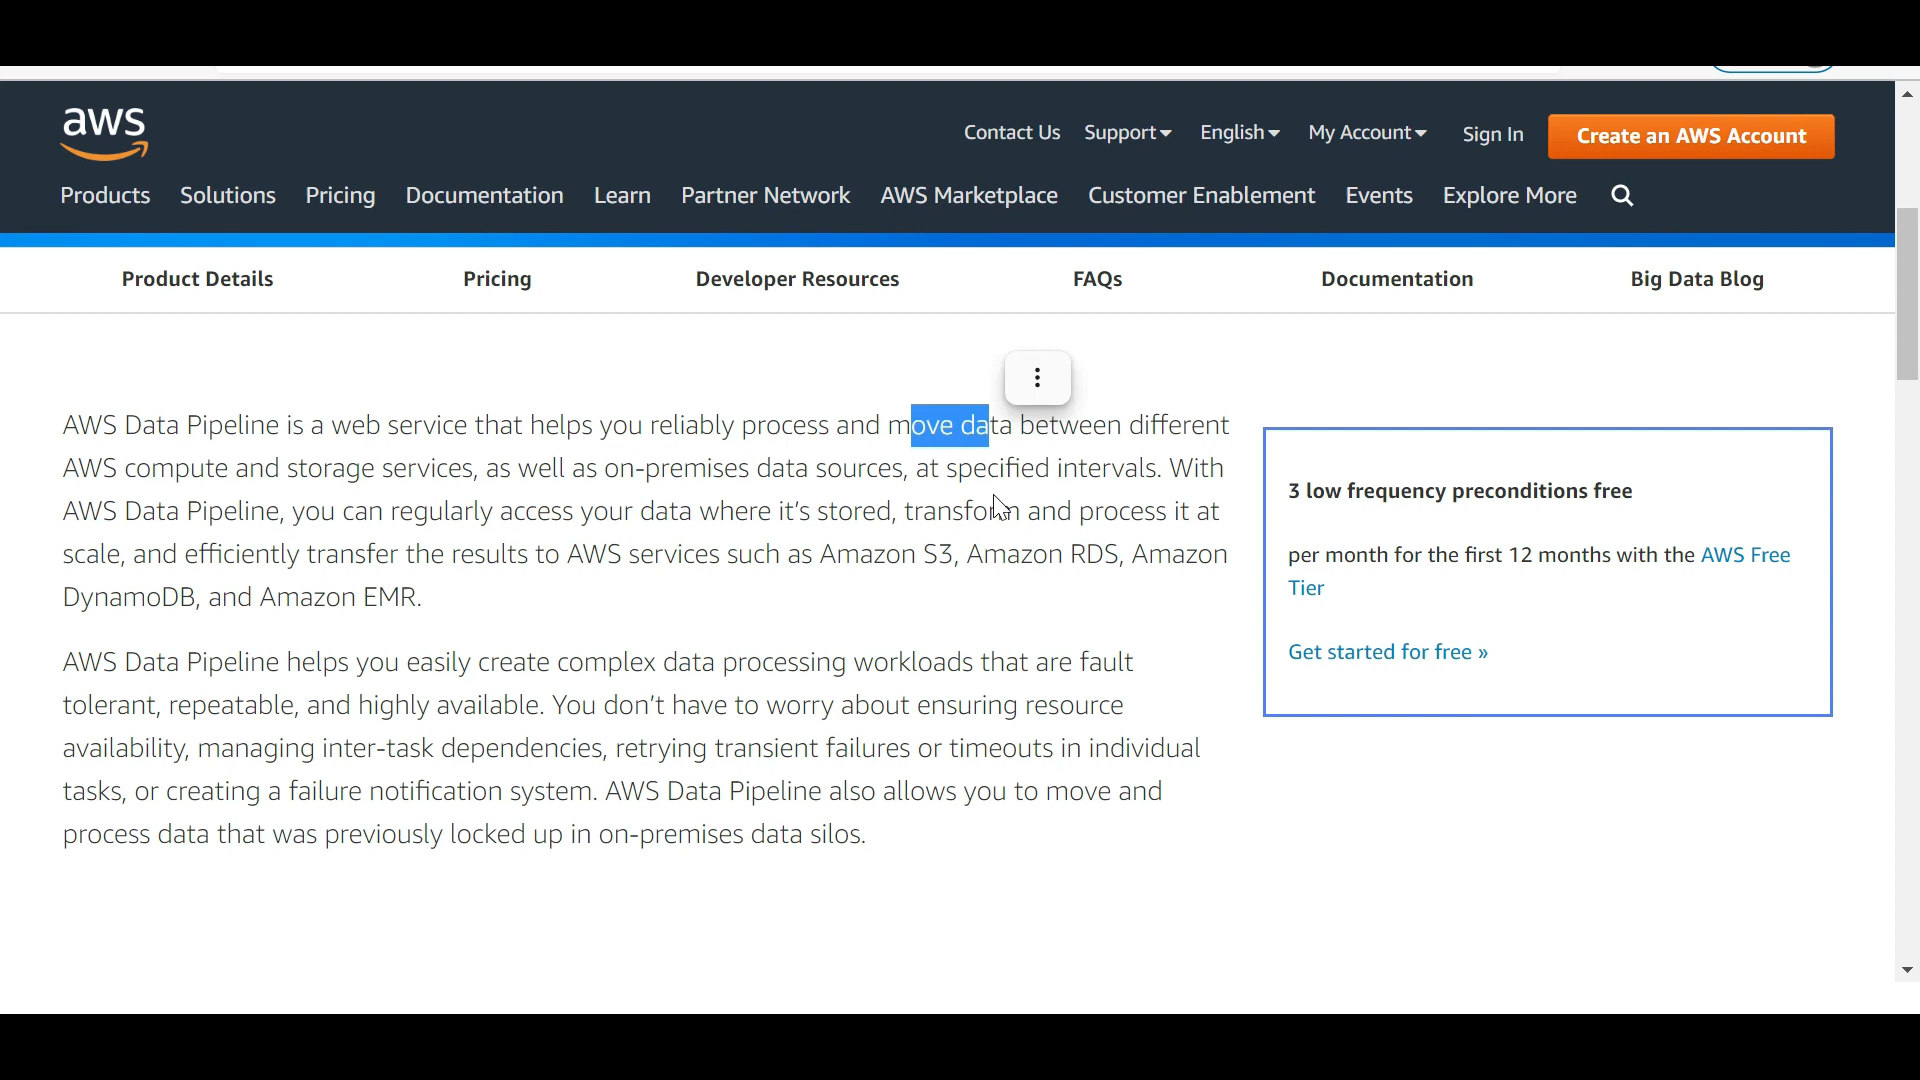 aws
Contact Us Support English My Account Sign In Create an AWS Account
Products Solutions Pricing Documentation Learn Partner Network AWS Marketplace Customer Enablement Events Explore More
Product Details Pricing Developer Resources FAQs Documentation Big Data Blog
AWS Data Pipeline is a web service that helps you reliably process and move data between different
AWS compute and storage services, as well as on-premises data sources, at specified intervals. With
AWS Data Pipeline, you can regularly access your data where it’s stored, transform and process it at
scale, and efficiently transfer the results to AWS services such as Amazon S3, Amazon RDS, Amazon
DynamoDB, and Amazon EMR.
AWS Data Pipeline helps you easily create complex data processing workloads that are fault
tolerant, repeatable, and highly available. You don’t have to worry about ensuring resource
availability, managing inter-task dependencies, retrying transient failures or timeouts in individual
tasks, or creating a failure notification system. AWS Data Pipeline also allows you to move and
process data that was previously locked up in on-premises data silos.
3 low frequency preconditions free
per month for the first 12 months with the AWS Free
Tier
Get started for free »